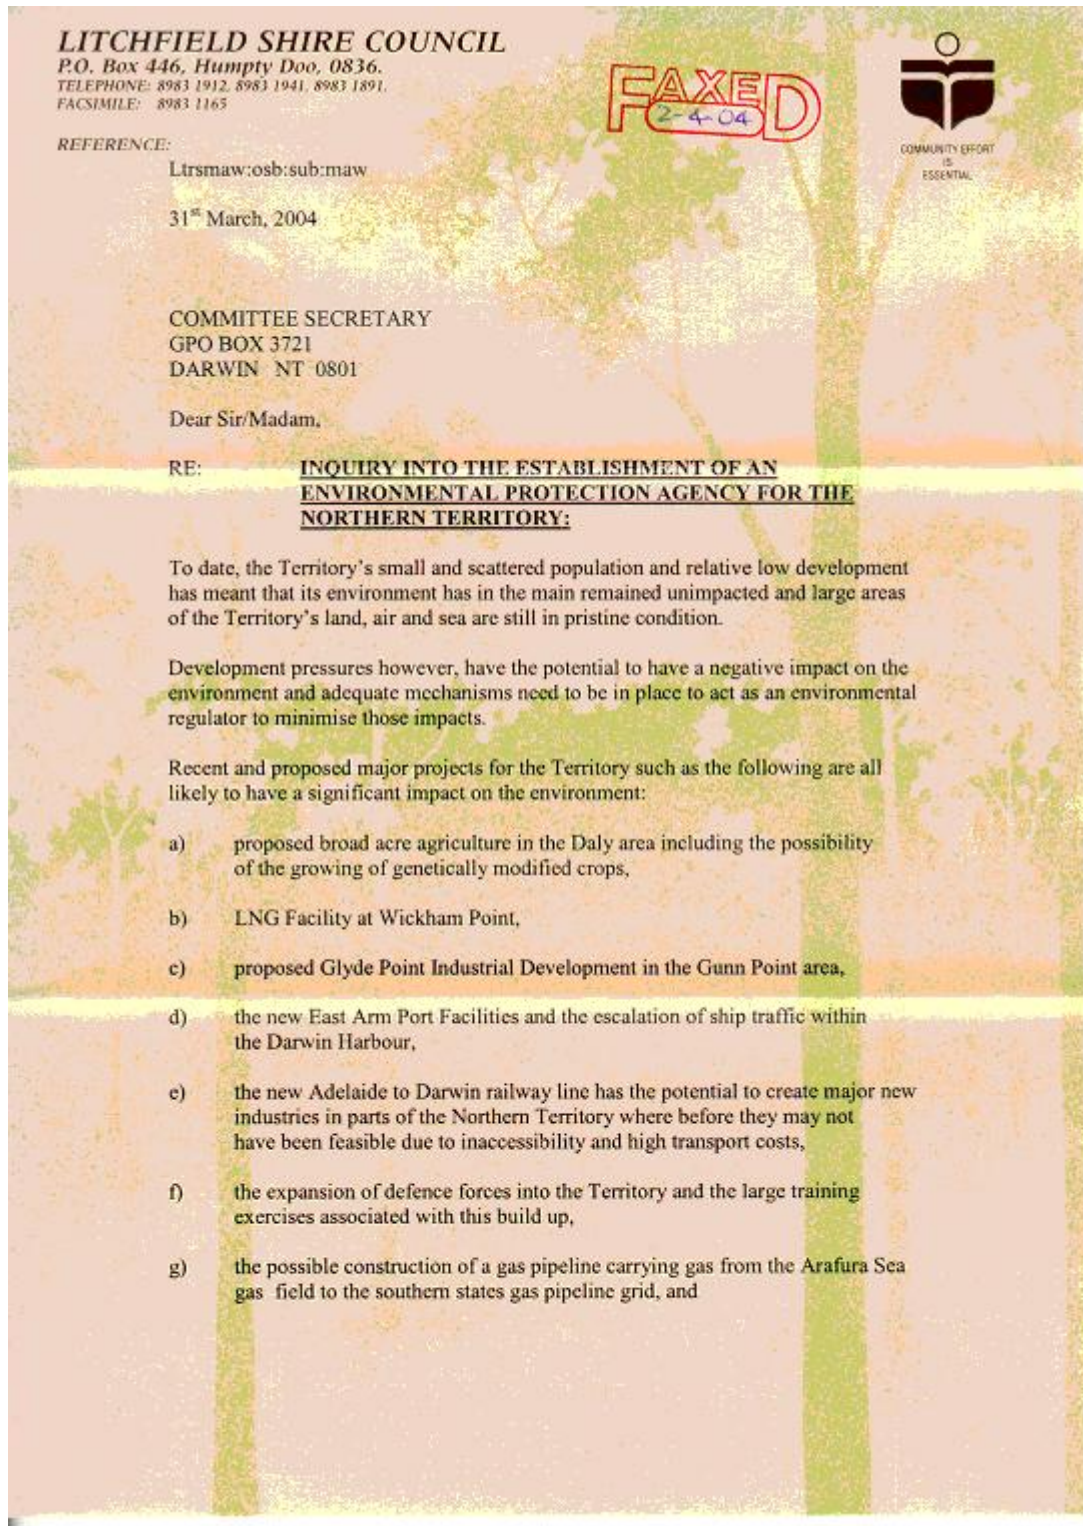 LITCHFIELD SHIRE COUNCIL
P.O. Box 446, Humpty Doo, 0836.
TELEPHONE: 8983 1912, 8983 1941, 8983 1891.
FACSIMILE: 8983 1165
FAXED
2-4-04
COMMUNITY EFFORT
IS
ESSENTIAL
REFERENCE:
Ltrsmaw:osb:sub:maw
31st March, 2004
COMMITTEE SECRETARY
GPO BOX 3721
DARWIN NT 0801
Dear Sir/Madam,
RE: INQUIRY INTO THE ESTABLISHMENT OF AN
ENVIRONMENTAL PROTECTION AGENCY FOR THE
NORTHERN TERRITORY:
To date, the Territory's small and scattered population and relative low development
has meant that its environment has in the main remained unimpacted and large areas
of the Territory's land, air and sea are still in pristine condition.
Development pressures however, have the potential to have a negative impact on the
environment and adequate mechanisms need to be in place to act as an environmental
regulator to minimise those impacts.
Recent and proposed major projects for the Territory such as the following are all
likely to have a significant impact on the environment:
a) proposed broad acre agriculture in the Daly area including the possibility
of the growing of genetically modified crops,
b) LNG Facility at Wickham Point,
c) proposed Glyde Point Industrial Development in the Gunn Point area,
d) the new East Arm Port Facilities and the escalation of ship traffic within
the Darwin Harbour,
e) the new Adelaide to Darwin railway line has the potential to create major new
industries in parts of the Northern Territory where before they may not
have been feasible due to inaccessibility and high transport costs,
f) the expansion of defence forces into the Territory and the large training
exercises associated with this build up,
g) the possible construction of a gas pipeline carrying gas from the Arafura Sea
gas field to the southern states gas pipeline grid, and